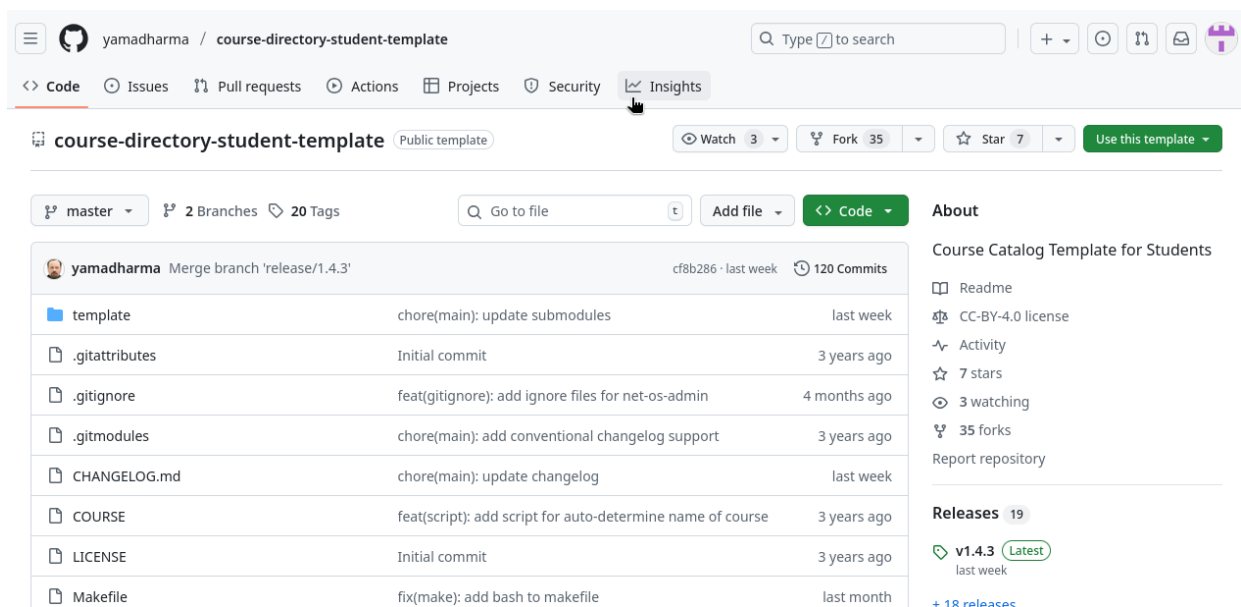 yamadharma / course-directory-student-template
Type / to search
Code Issues Pull requests Actions Projects Security Insights
course-directory-student-template Public template
Watch 3 Fork 35 Star 7 Use this template
master 2 Branches 20 Tags Go to file t Add file Code
yamadharma Merge branch 'release/1.4.3' cf8b286 · last week 120 Commits
template chore(main): update submodules last week
.gitattributes Initial commit 3 years ago
.gitignore feat(gitignore): add ignore files for net-os-admin 4 months ago
.gitmodules chore(main): add conventional changelog support 3 years ago
CHANGELOG.md chore(main): update changelog last week
COURSE feat(script): add script for auto-determine name of course 3 years ago
LICENSE Initial commit 3 years ago
Makefile fix(make): add bash to makefile last month
About
Course Catalog Template for Students
Readme
CC-BY-4.0 license
Activity
7 stars
3 watching
35 forks
Report repository
Releases 19
v1.4.3 Latest
last week
+ 18 releases